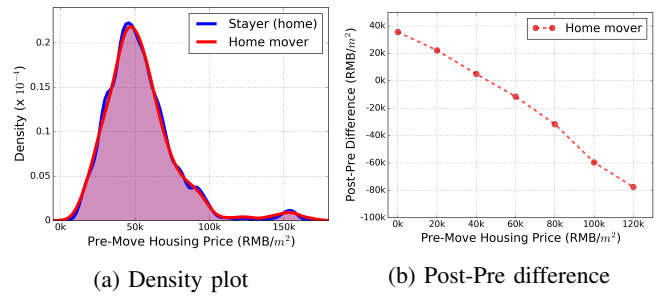 Stayer (home)
Home mover
Density (x 10⁻⁴)
0.2
0.15
0.1
0.05
0
0k
50k
100k
150k
Pre-Move Housing Price (RMB/m²)
(a) Density plot
Home mover
Post-Pre Difference (RMB/m²)
40k
20k
0k
-20k
-40k
-60k
-80k
-100k
0k
20k
40k
60k
80k
100k
120k
Pre-Move Housing Price (RMB/m²)
(b) Post-Pre difference